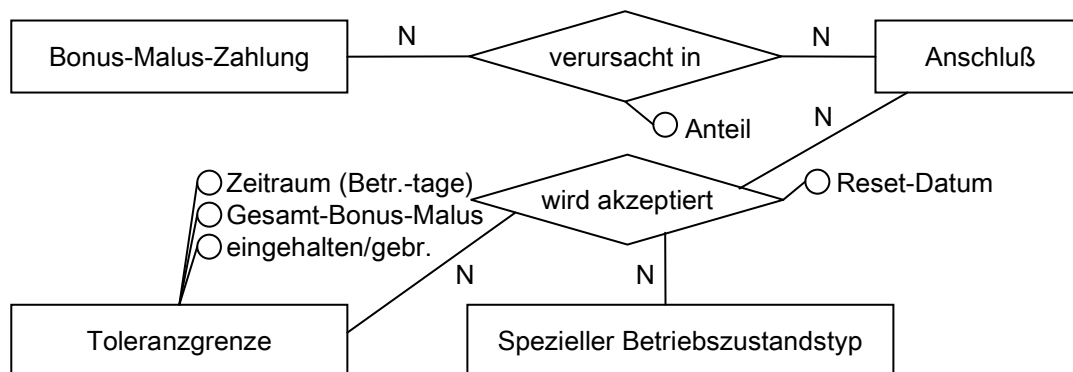 Bonus-Malus-Zahlung
N
verursacht in
N
Anschluß
Anteil
N
Zeitraum (Betr.-tage)
Gesamt-Bonus-Malus
eingehalten/gebr.
wird akzeptiert
Reset-Datum
N
N
Toleranzgrenze
Spezieller Betriebszustandstyp